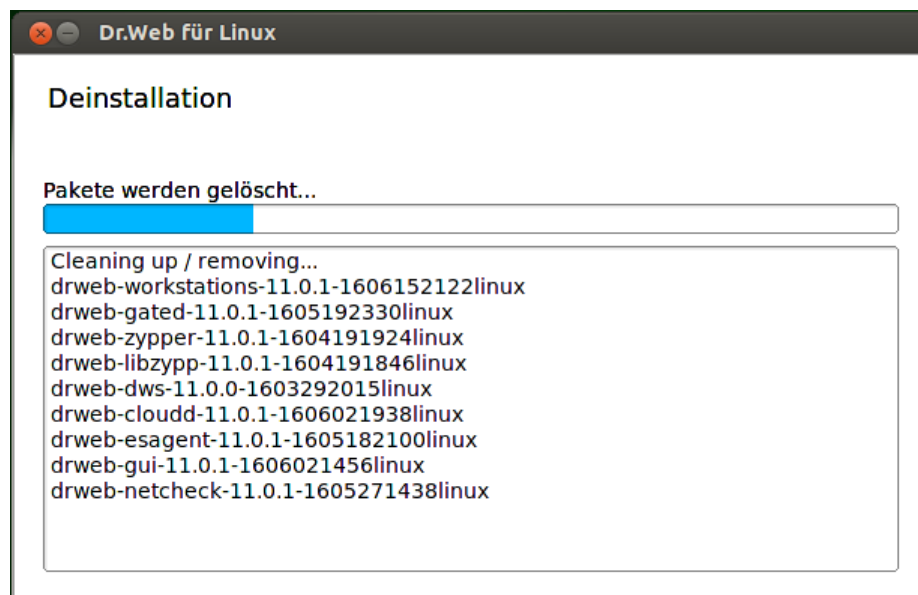 Dr.Web für Linux
Deinstallation
Pakete werden gelöscht...
Cleaning up / removing...
drweb-workstations-11.0.1-1606152122linux
drweb-gated-11.0.1-1605192330linux
drweb-zypper-11.0.1-1604191924linux
drweb-libzypp-11.0.1-1604191846linux
drweb-dws-11.0.0-1603292015linux
drweb-cloudd-11.0.1-1606021938linux
drweb-esagent-11.0.1-1605182100linux
drweb-gui-11.0.1-1606021456linux
drweb-netcheck-11.0.1-1605271438linux